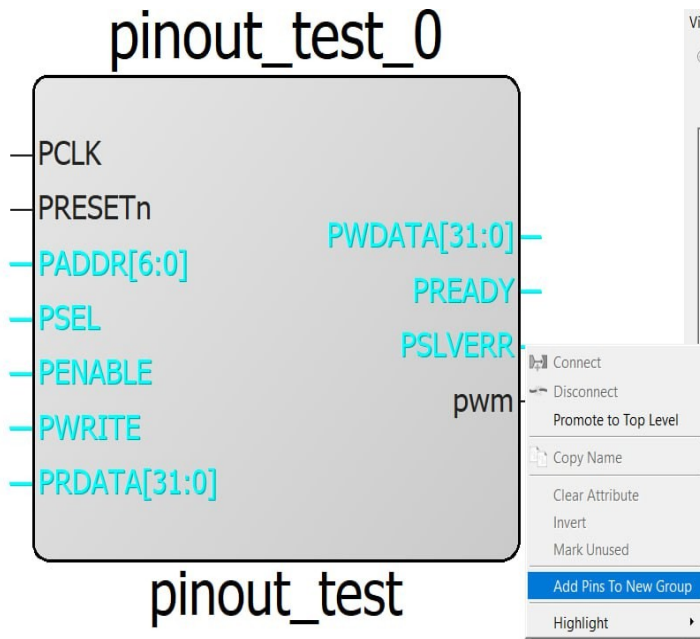 pinout_test_0
PCLK
PRESETn
PADDR[6:0]
PSEL
PENABLE
PWRITE
PRDATA[31:0]
PWDATA[31:0]
PREADY
PSLVERR
pwm
pinout_test
Vi
Connect
Disconnect
Promote to Top Level
Copy Name
Clear Attribute
Invert
Mark Unused
Add Pins To New Group
Highlight